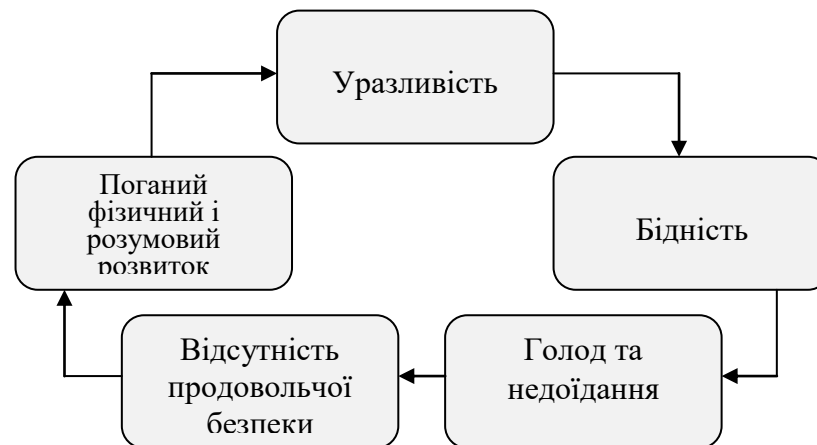 Уразливість
Поганий
фізичний і
розумовий
розвиток
Бідність
Відсутність
продовольчої
безпеки
Голод та
недоїдання